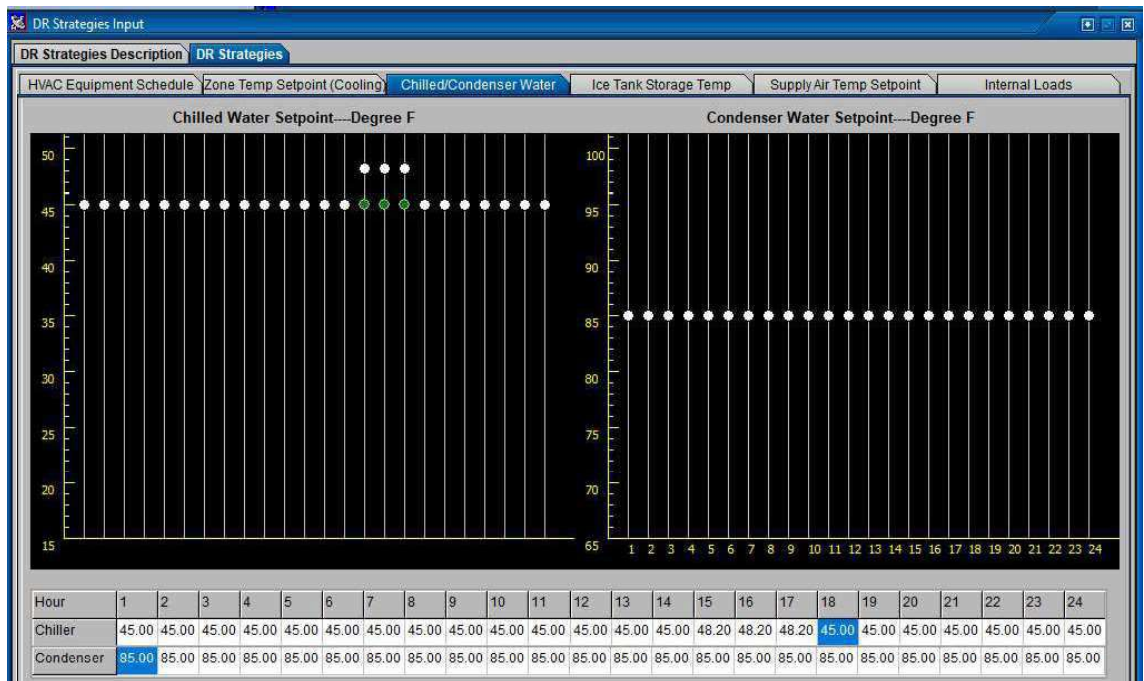 DR Strategies Input
DR Strategies Description DR Strategies
HVAC Equipment Schedule Zone Temp Setpoint (Cooling) Chilled/Condenser Water Ice Tank Storage Temp Supply Air Temp Setpoint Internal Loads
Chilled Water Setpoint----Degree F
50
45
40
35
30
25
20
15
Condenser Water Setpoint----Degree F
100
95
90
85
80
75
70
65
1 2 3 4 5 6 7 8 9 10 11 12 13 14 15 16 17 18 19 20 21 22 23 24
Hour 1 2 3 4 5 6 7 8 9 10 11 12 13 14 15 16 17 18 19 20 21 22 23 24
Chiller 45.00 45.00 45.00 45.00 45.00 45.00 45.00 45.00 45.00 45.00 45.00 45.00 45.00 45.00 48.20 48.20 48.20 45.00 45.00 45.00 45.00 45.00 45.00 45.00
Condenser 85.00 85.00 85.00 85.00 85.00 85.00 85.00 85.00 85.00 85.00 85.00 85.00 85.00 85.00 85.00 85.00 85.00 85.00 85.00 85.00 85.00 85.00 85.00 85.00